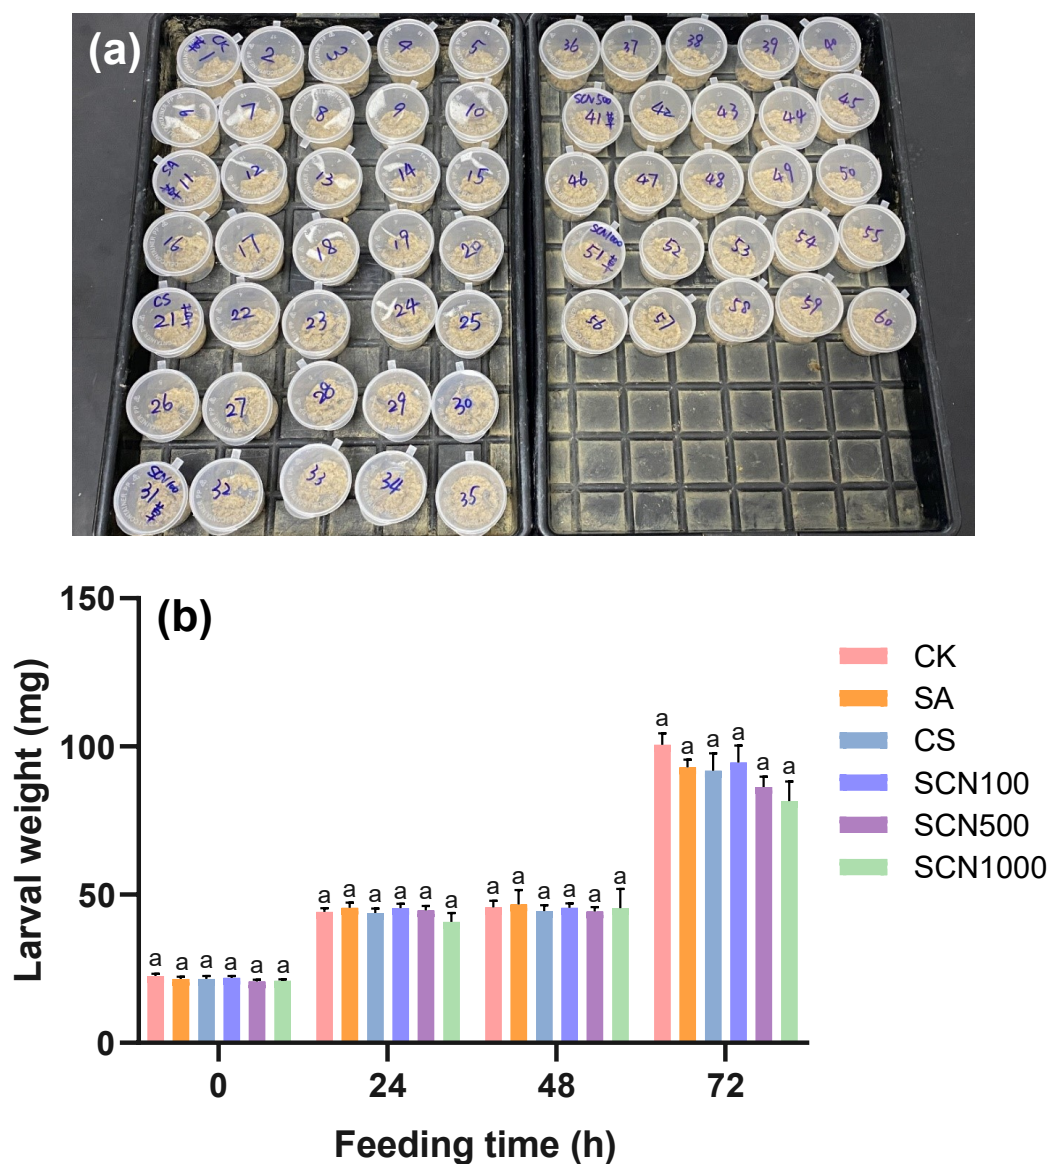 (a)
CK
1 2 3 4 5
6 7 8 9 10
SA
11 12 13 14 15
16 17 18 19 20
CS
21 草 22 23 24 25
26 27 28 29 30
SCN100
31 32 33 34 35
36 37 38 39
SCN500
41 草 42 43 44 45
46 47 48 49 50
SCN1000
51 草 52 53 54 55
56 57 58 59 60
(b)
150
100
50
0
Larval weight (mg)
a a a a a a
a a a a a a
a a a a a a
a a a a a a
0 24 48 72
Feeding time (h)
CK
SA
CS
SCN100
SCN500
SCN1000